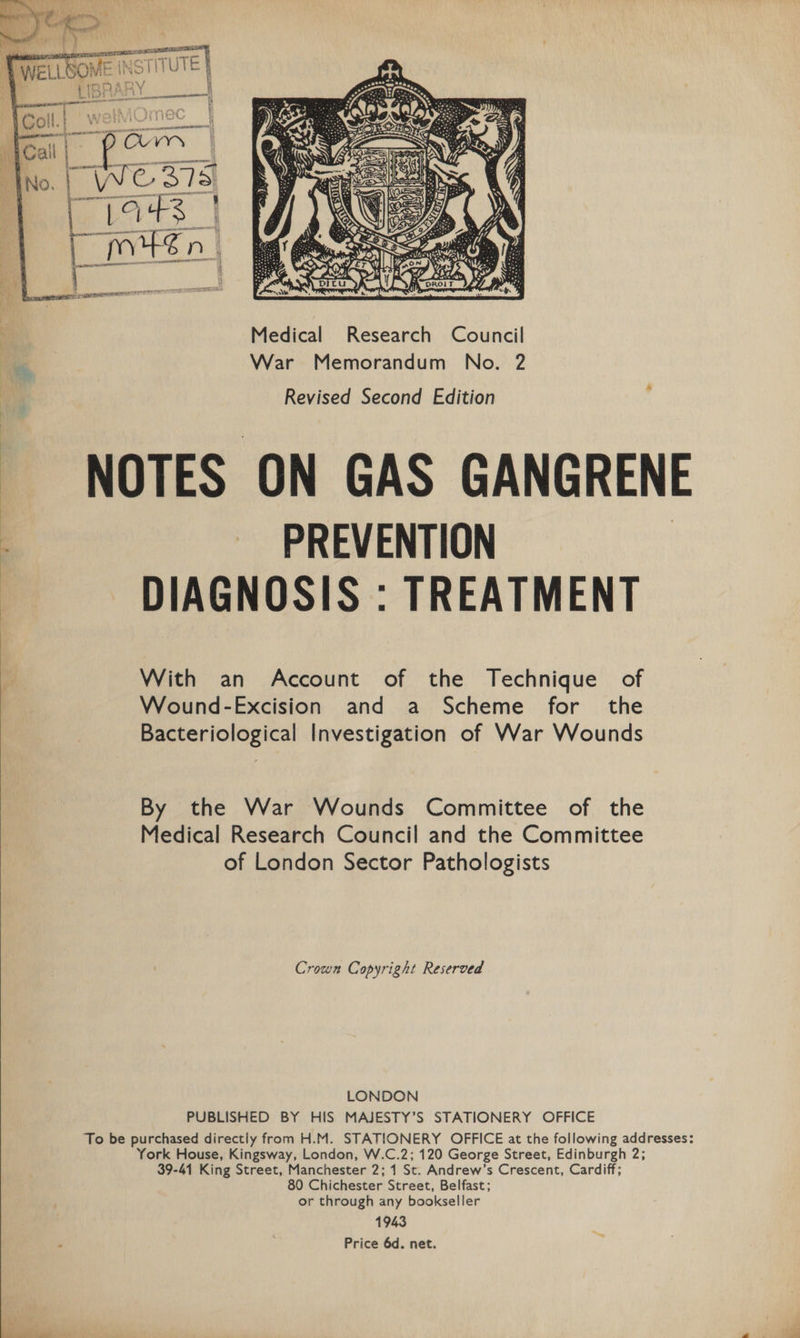 WELLCOME INSTITUTE
LIBRARY
Coll. welMOmec
Call pam
No. WC375
1943
M48n
DIEU ET MON DROIT
Medical Research Council
War Memorandum No. 2
Revised Second Edition
NOTES ON GAS GANGRENE
PREVENTION
DIAGNOSIS : TREATMENT
With an Account of the Technique of
Wound-Excision and a Scheme for the
Bacteriological Investigation of War Wounds
By the War Wounds Committee of the
Medical Research Council and the Committee
of London Sector Pathologists
Crown Copyright Reserved
LONDON
PUBLISHED BY HIS MAJESTY'S STATIONERY OFFICE
To be purchased directly from H.M. STATIONERY OFFICE at the following addresses:
York House, Kingsway, London, W.C.2; 120 George Street, Edinburgh 2;
39-41 King Street, Manchester 2; 1 St. Andrew's Crescent, Cardiff;
80 Chichester Street, Belfast;
or through any bookseller
1943
Price 6d. net.